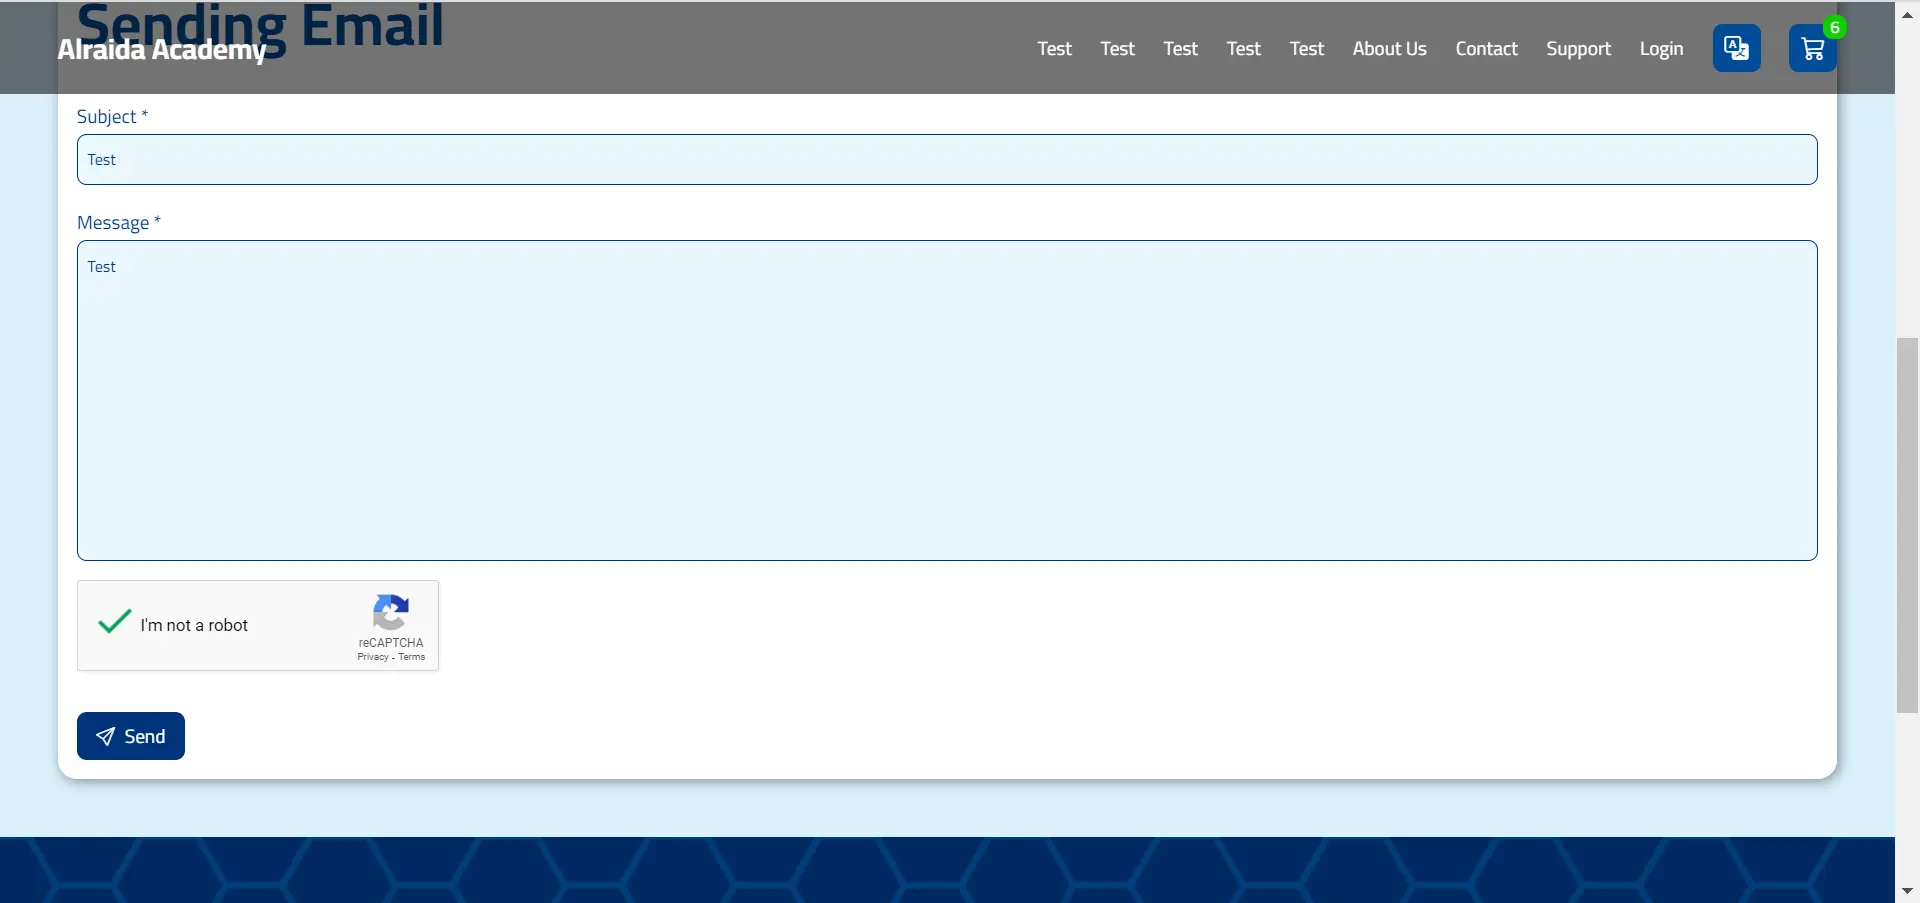 Sending Email
Alraida Academy
Test Test Test Test Test About Us Contact Support Login
6
Subject *
Test
Message *
Test
I'm not a robot
reCAPTCHA
Privacy - Terms
Send